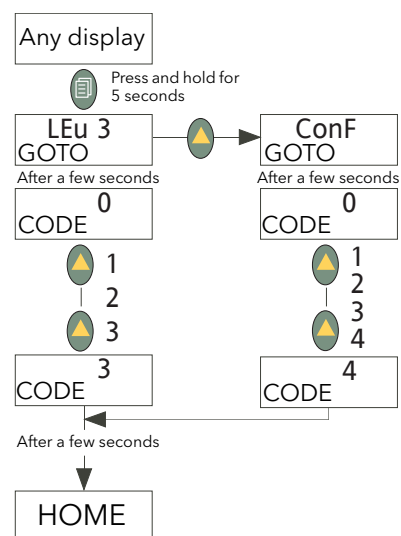 Any display
Press and hold for
5 seconds
LEu 3
GOTO
ConF
GOTO
After a few seconds
After a few seconds
0
CODE
0
CODE
1
2
3
1
2
3
4
3
CODE
4
CODE
After a few seconds
HOME